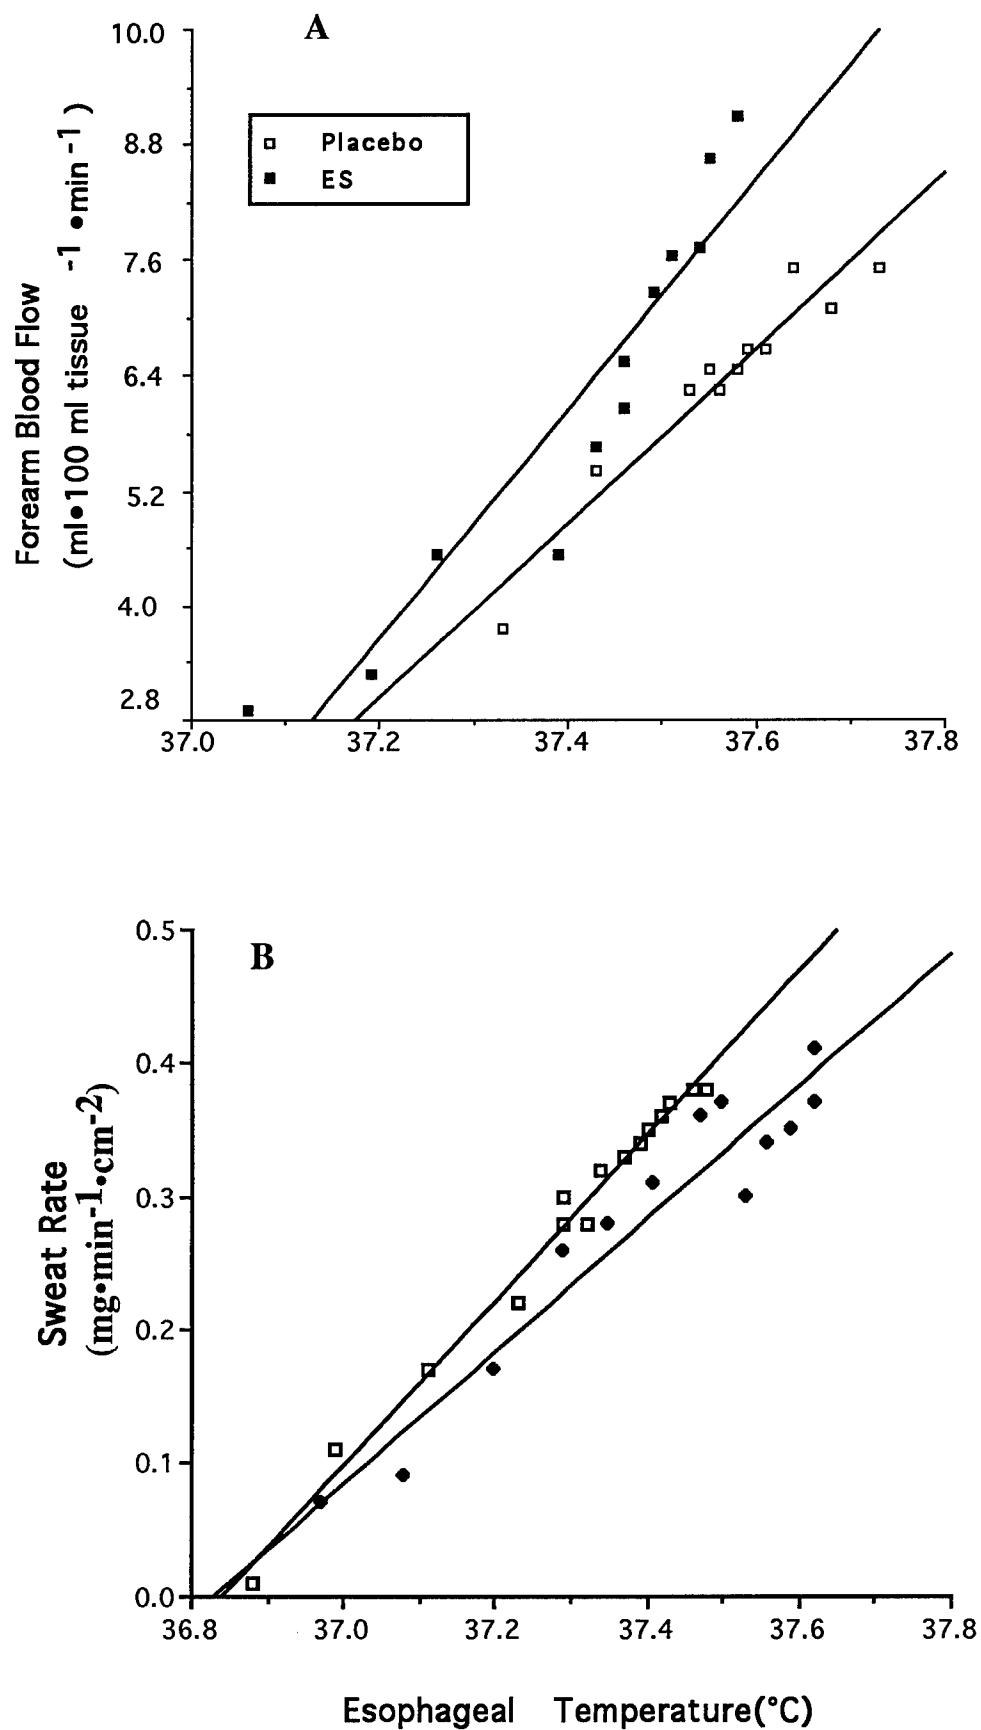 A
10.0
8.8
7.6
6.4
5.2
4.0
2.8
Forearm Blood Flow
(ml•100 ml tissue -1 •min -1 )
Placebo
ES
37.0 37.2 37.4 37.6 37.8
B
0.5
0.4
0.3
0.2
0.1
0.0
Sweat Rate
(mg•min-1•cm-2)
36.8 37.0 37.2 37.4 37.6 37.8
Esophageal Temperature(°C)